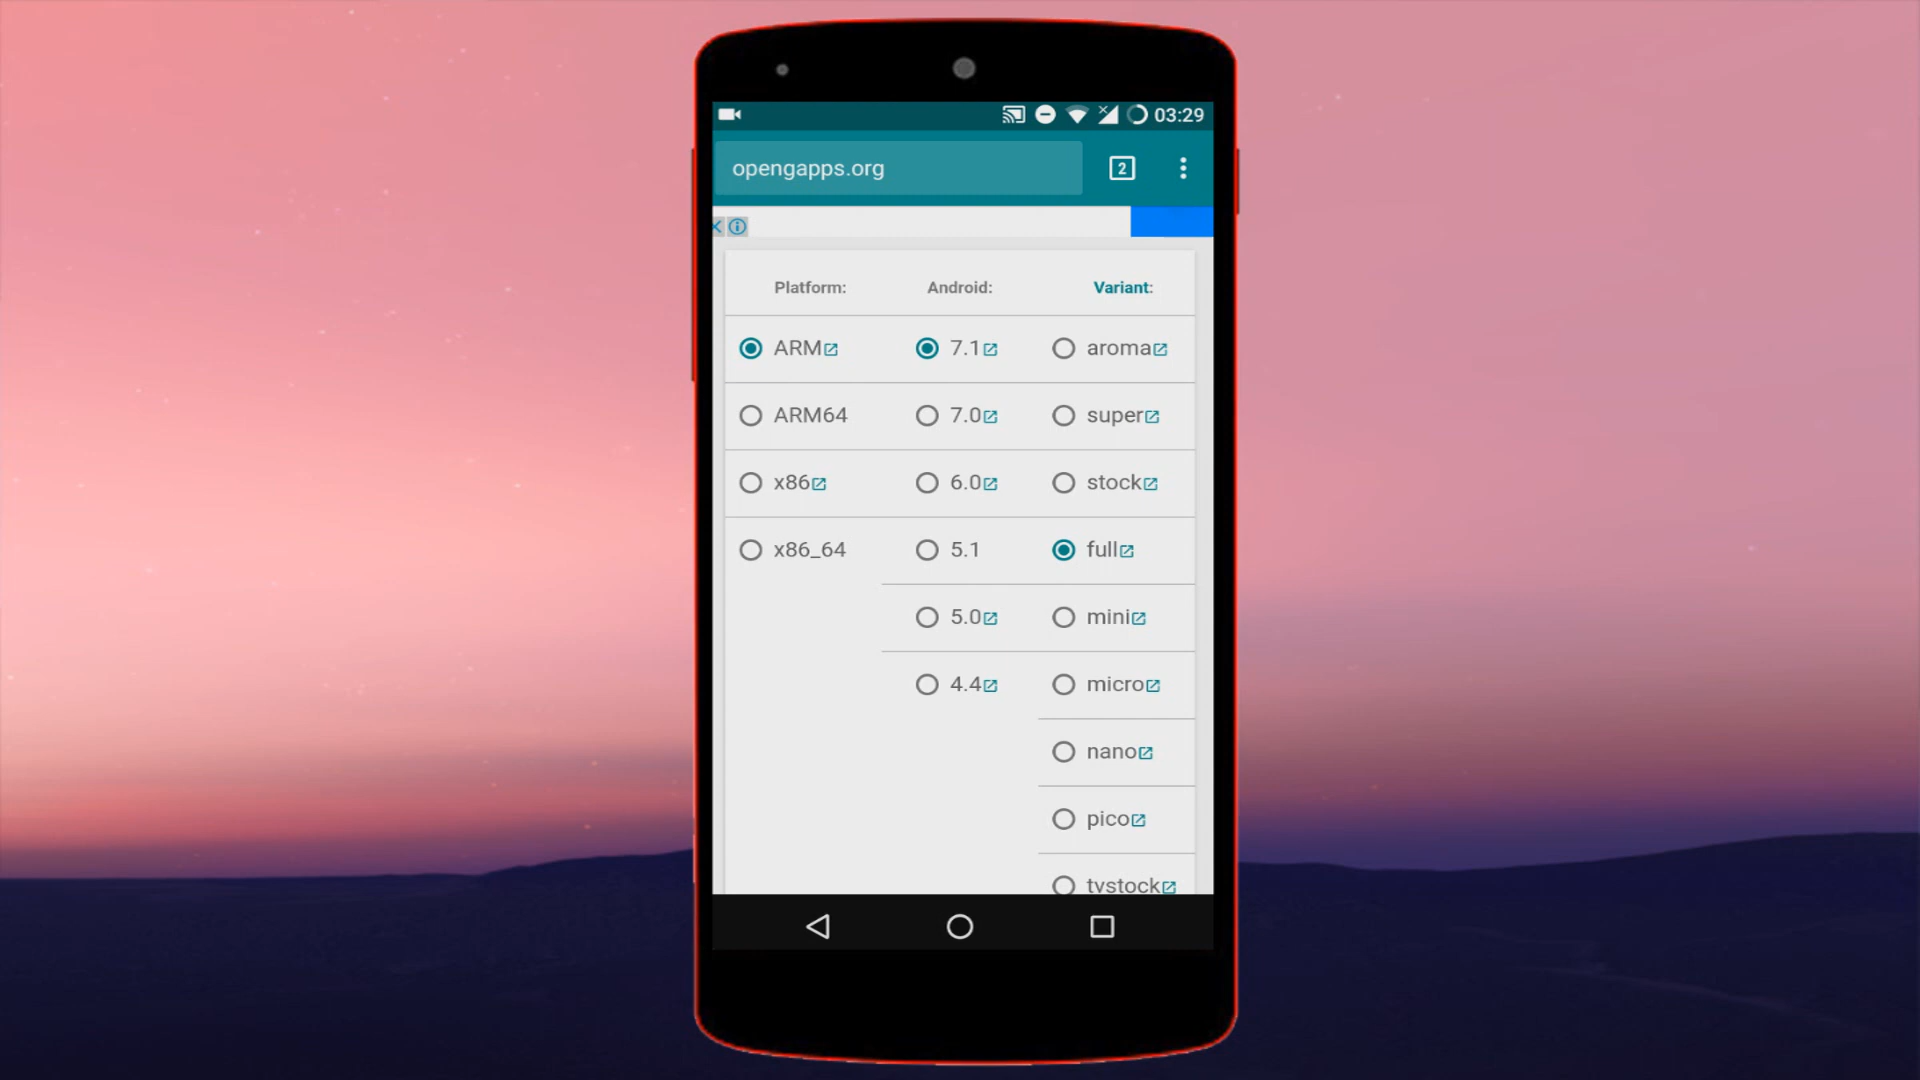 03:29
opengapps.org 2
Platform: Android: Variant:
ARM 7.1 aroma
ARM64 7.0 super
x86 6.0 stock
x86_64 5.1 full
5.0 mini
4.4 micro
nano
pico
tvstock